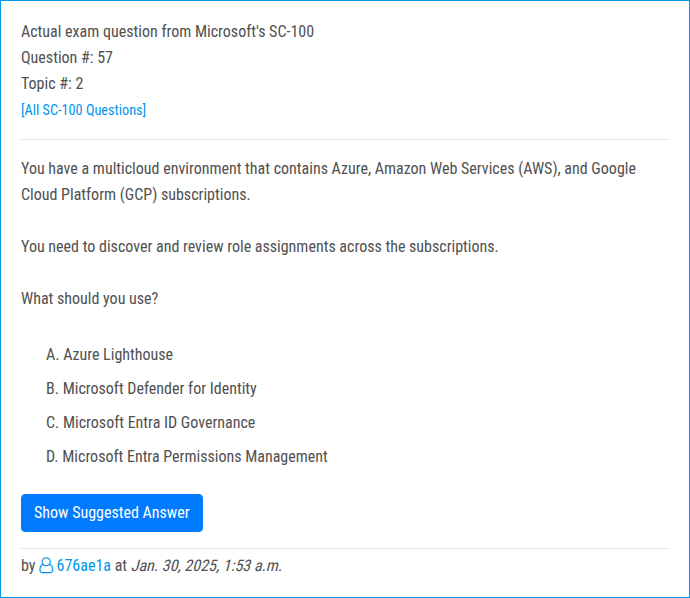 Actual exam question from Microsoft's SC-100
Question #: 57
Topic #: 2
[All SC-100 Questions]
You have a multicloud environment that contains Azure, Amazon Web Services (AWS), and Google
Cloud Platform (GCP) subscriptions.
You need to discover and review role assignments across the subscriptions.
What should you use?
A. Azure Lighthouse
B. Microsoft Defender for Identity
C. Microsoft Entra ID Governance
D. Microsoft Entra Permissions Management
Show Suggested Answer
by 676ae1a at Jan. 30, 2025, 1:53 a.m.